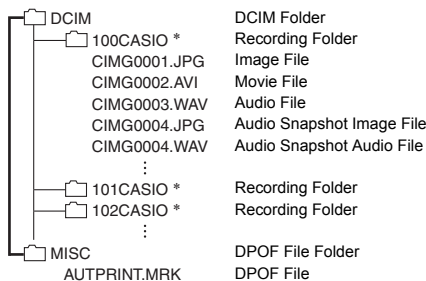 DCIM DCIM Folder
100CASIO * Recording Folder
CIMG0001.JPG Image File
CIMG0002.AVI Movie File
CIMG0003.WAV Audio File
CIMG0004.JPG Audio Snapshot Image File
CIMG0004.WAV Audio Snapshot Audio File
101CASIO * Recording Folder
102CASIO * Recording Folder
MISC DPOF File Folder
AUTPRINT.MRK DPOF File